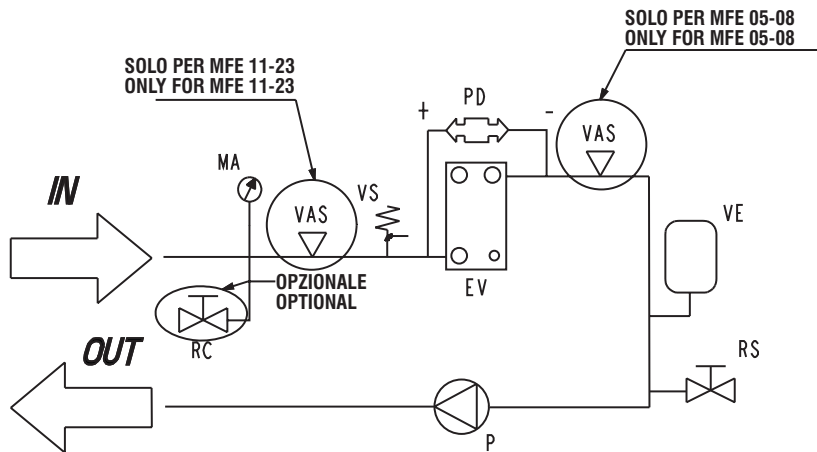 SOLO PER MFE 05-08
ONLY FOR MFE 05-08
SOLO PER MFE 11-23
ONLY FOR MFE 11-23
+
PD
-
VAS
MA
VS
IN
VAS
VE
OPZIONALE
OPTIONAL
EV
RC
OUT
RS
P